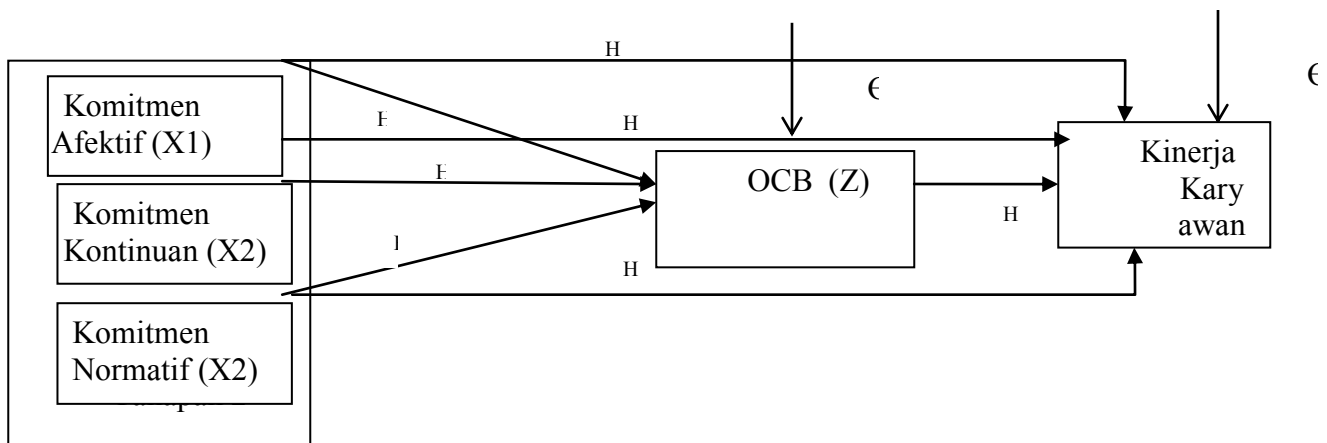 H
Komitmen
Afektif (X1)
H
H
Є
Є
Kinerja
Kary
awan
OCB (Z)
H
Komitmen
Kontinuan (X2)
H
Komitmen
Normatif (X2)